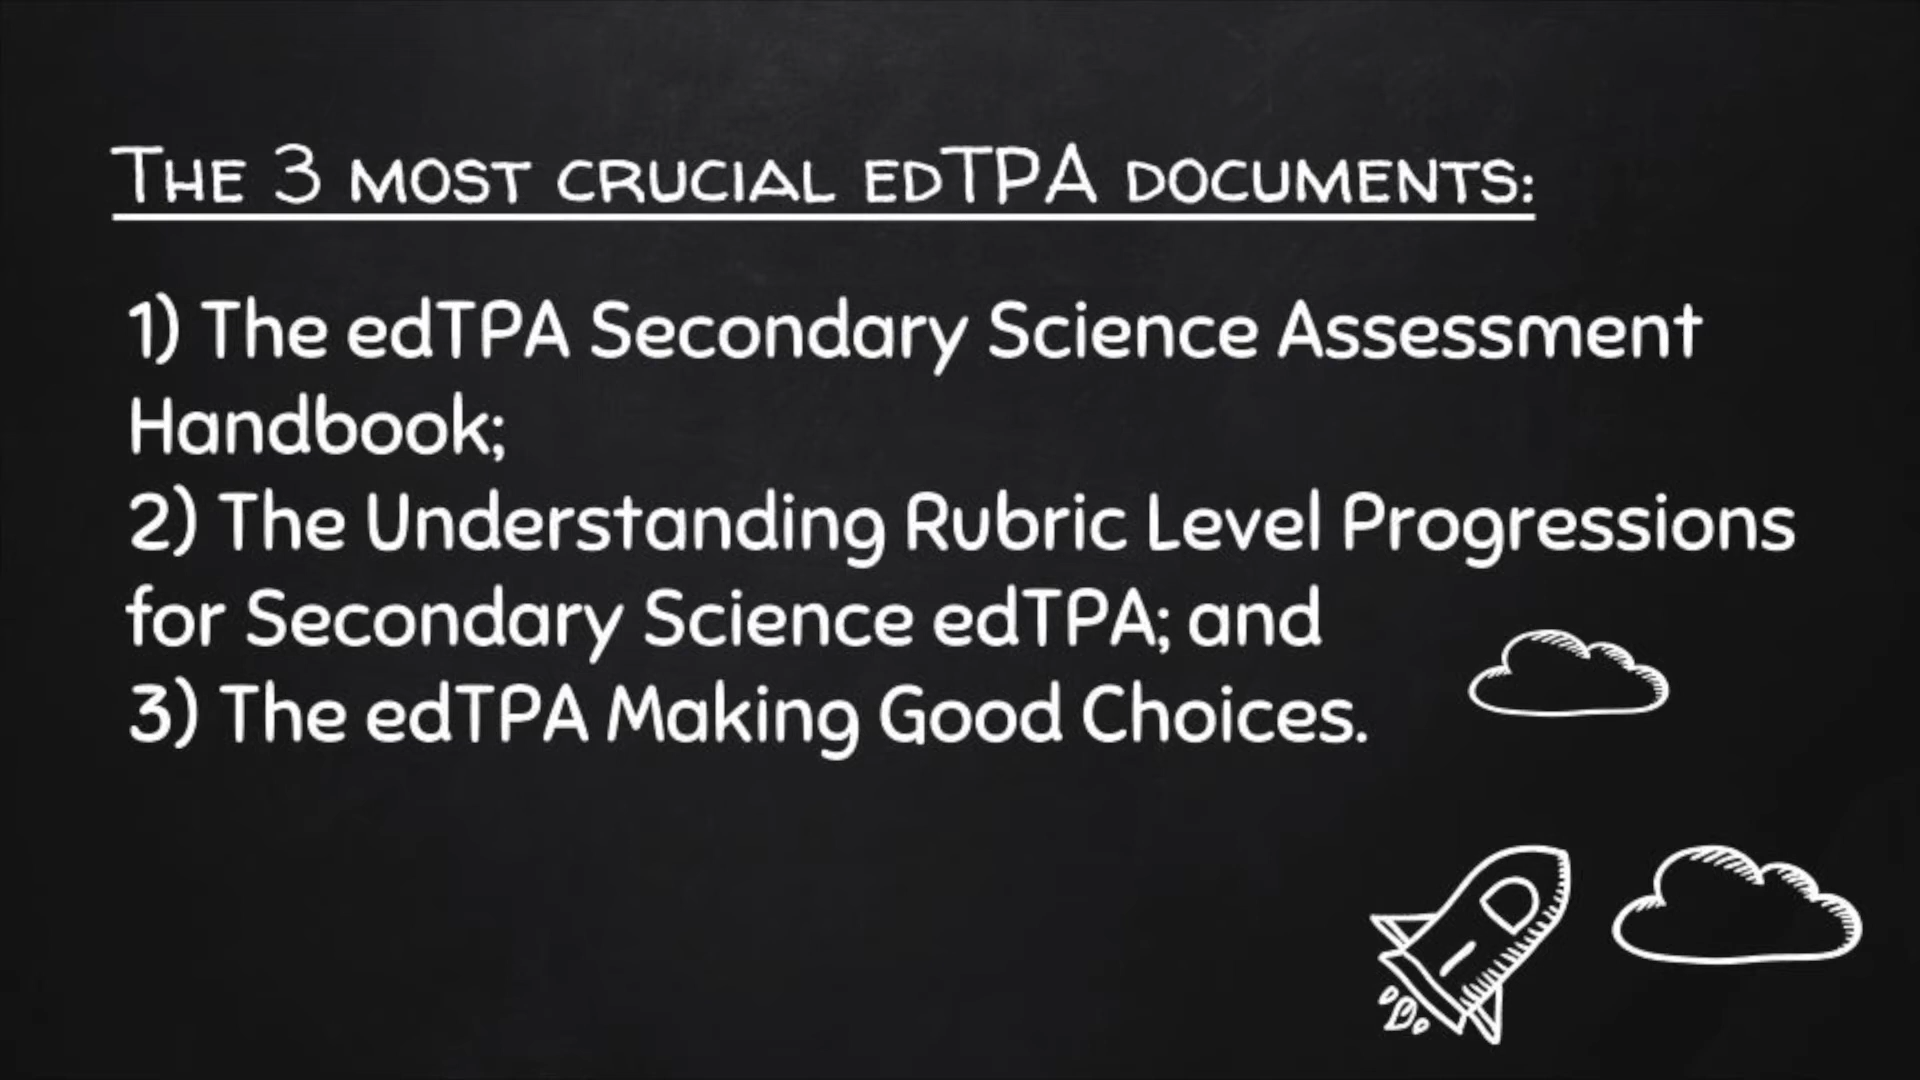 The 3 most crucial edTPA documents:
1) The edTPA Secondary Science Assessment
Handbook;
2) The Understanding Rubric Level Progressions
for Secondary Science edTPA; and
3) The edTPA Making Good Choices.